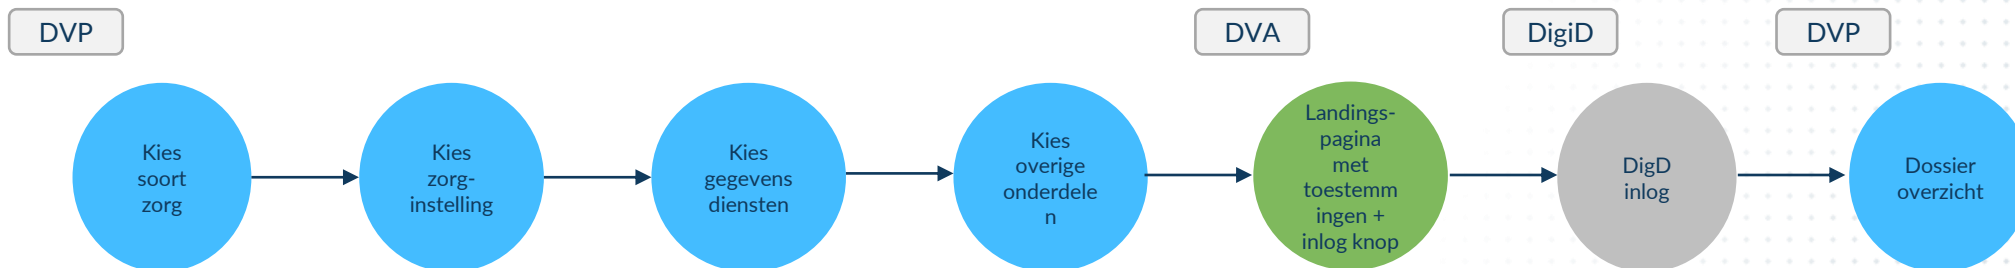 DVP
DVA
DigiD
DVP
Kies
soort
zorg
Kies
zorg-
instelling
Kies
gegevens
diensten
Kies
overige
onderdele
n
Landings-
pagina
met
toestemm
ingen +
inlog knop
DigD
inlog
Dossier
overzicht